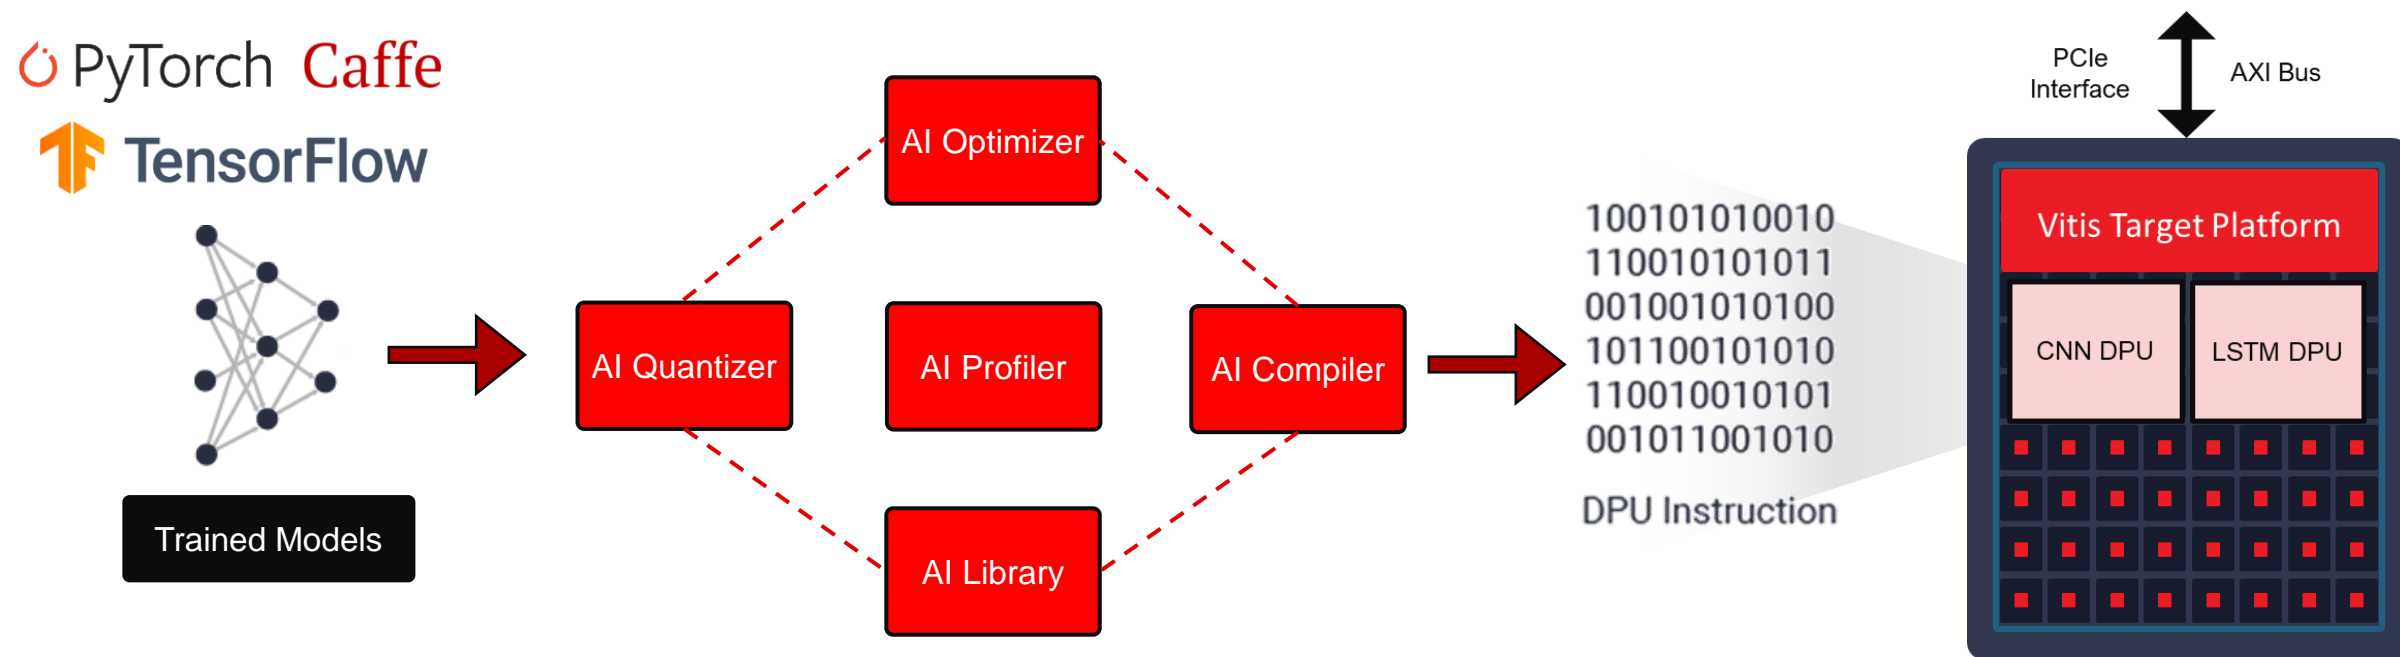 PyTorch Caffe
TensorFlow
Trained Models
AI Optimizer
AI Quantizer
AI Profiler
AI Compiler
AI Library
100101010010
110010101011
001001010100
101100101010
110010010101
001011001010
DPU Instruction
PCIe
Interface
AXI Bus
Vitis Target Platform
CNN DPU
LSTM DPU